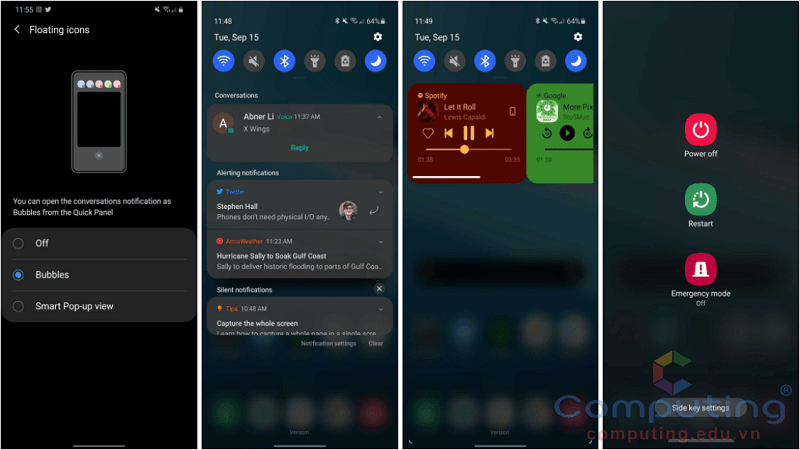 11:55
Floating icons
You can open the conversations notification as
Bubbles from the Quick Panel
Off
Bubbles
Smart Pop-up view
11:48
64%
Tue, Sep 15
Conversations
A
Abner Li Voice 11:37 AM
X Wings
Reply
Alerting notifications
Twitter
Stephen Hall
Phones don't need physical I/O any..
AccuWeather 11:23 AM
Hurricane Sally to Soak Gulf Coast
Sally to deliver historic flooding to parts of Gulf Coa..
Silent notifications
Tips 10:48 AM
Capture the whole screen
Learn how to capture a whole page in a single scre
Notification settings Clear
Version
11:49
64%
Tue, Sep 15
Spotify
Let It Roll
Lewis Capaldi
01:38 03:39
Google
More Pix
9to5Mac
Version
Power off
Restart
Emergency mode
Off
Side key settings
Computing®
computing.edu.vn